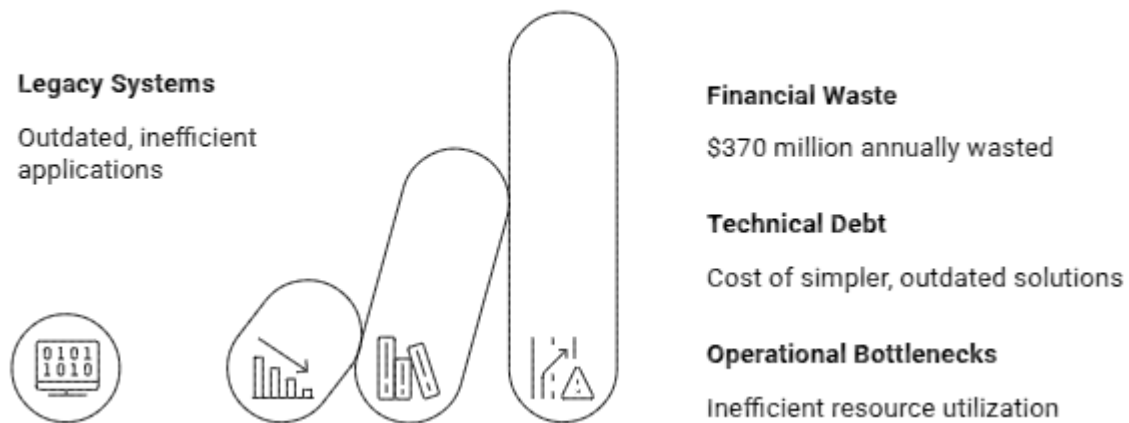 Legacy Systems
Outdated, inefficient
applications
Financial Waste
$370 million annually wasted
Technical Debt
Cost of simpler, outdated solutions
Operational Bottlenecks
Inefficient resource utilization
0101
1010